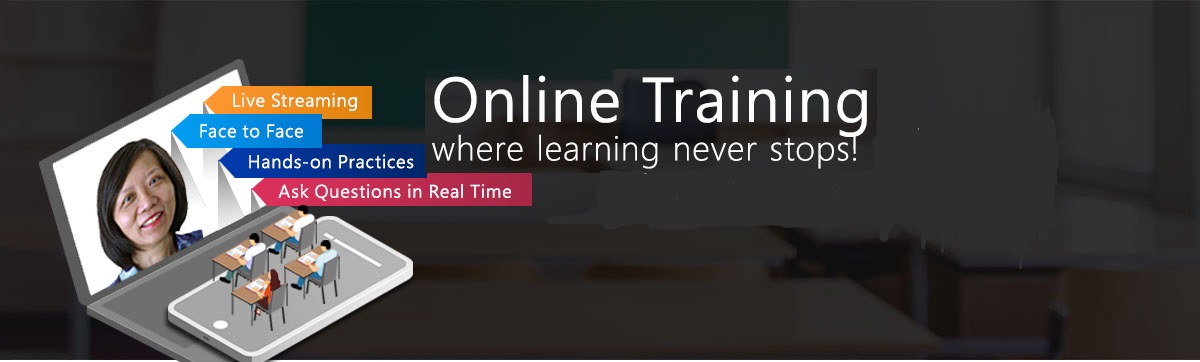 Live Streaming
Face to Face
Hands-on Practices
Ask Questions in Real Time
Online Training
where learning never stops!